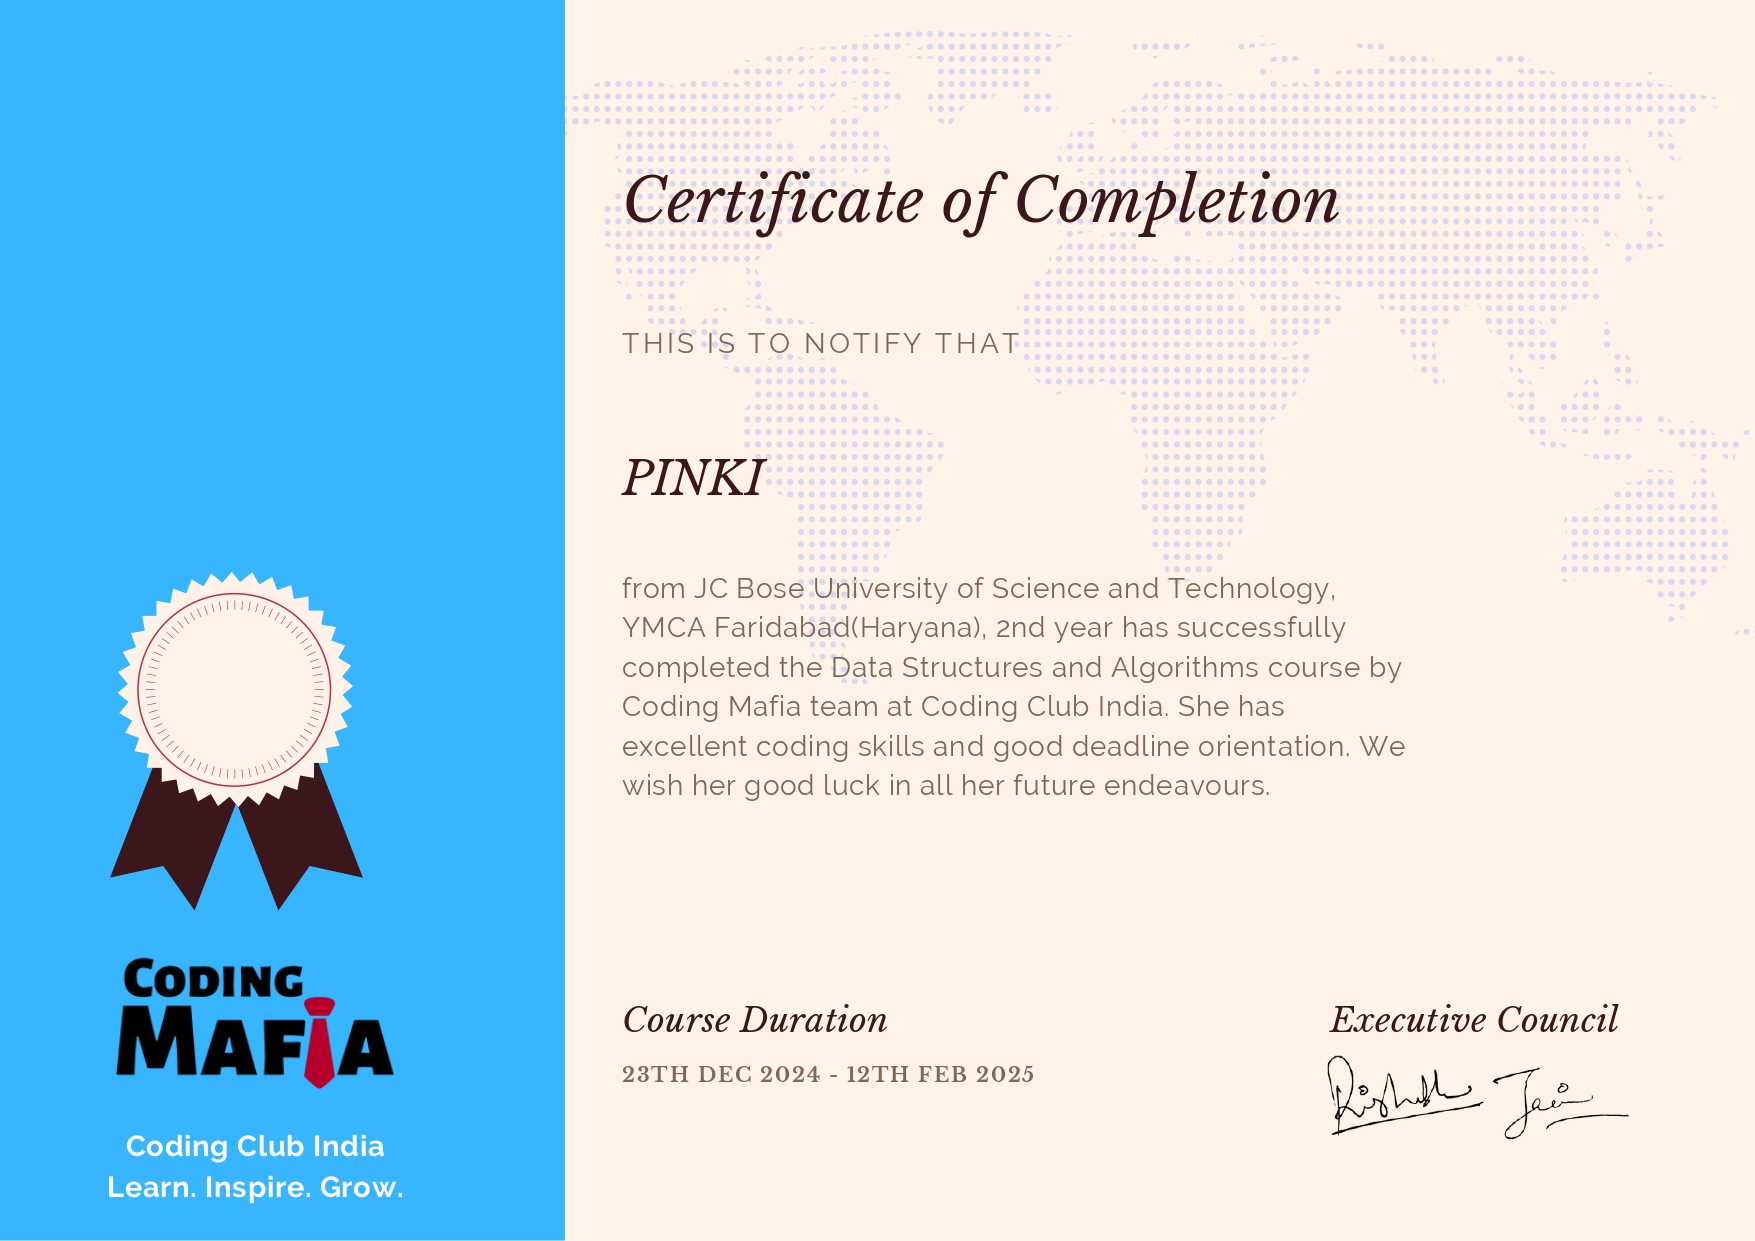 Certificate of Completion
THIS IS TO NOTIFY THAT
PINKI
from JC Bose University of Science and Technology,
YMCA Faridabad(Haryana), 2nd year has successfully
completed the Data Structures and Algorithms course by
Coding Mafia team at Coding Club India. She has
excellent coding skills and good deadline orientation. We
wish her good luck in all her future endeavours.
Course Duration
23TH DEC 2024 - 12TH FEB 2025
Executive Council
Rishabh Jain
CODING
MAFIA
Coding Club India
Learn. Inspire. Grow.